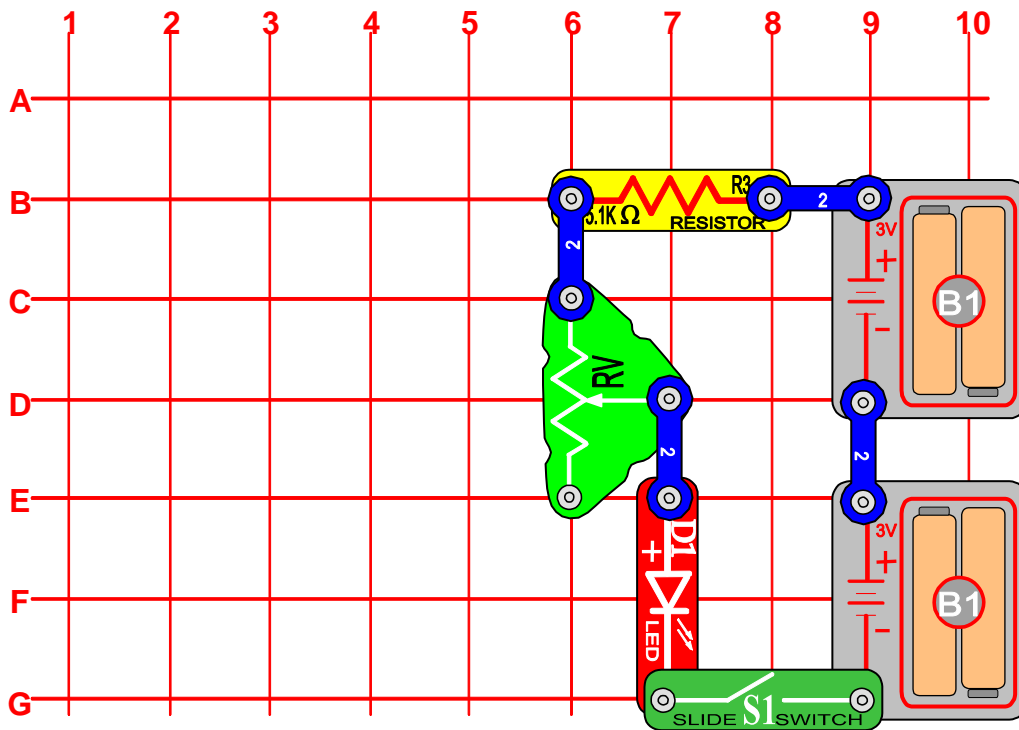 1 2 3 4 5 6 7 8 9 10
A
B
R3
5.1K Ω
RESISTOR
2
3V
+
2
C
B1
-
RV
D
2
2
E
D1
3V
+
+
F
B1
LED
-
G
SLIDE S1 SWITCH